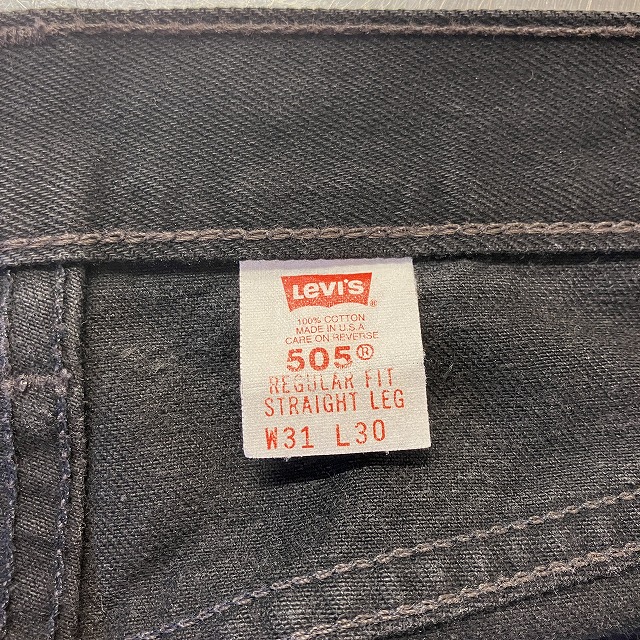 Levi's ®
100% COTTON
MADE IN U.S.A
CARE ON REVERSE
505®
REGULAR FIT
STRAIGHT LEG
W31 L30